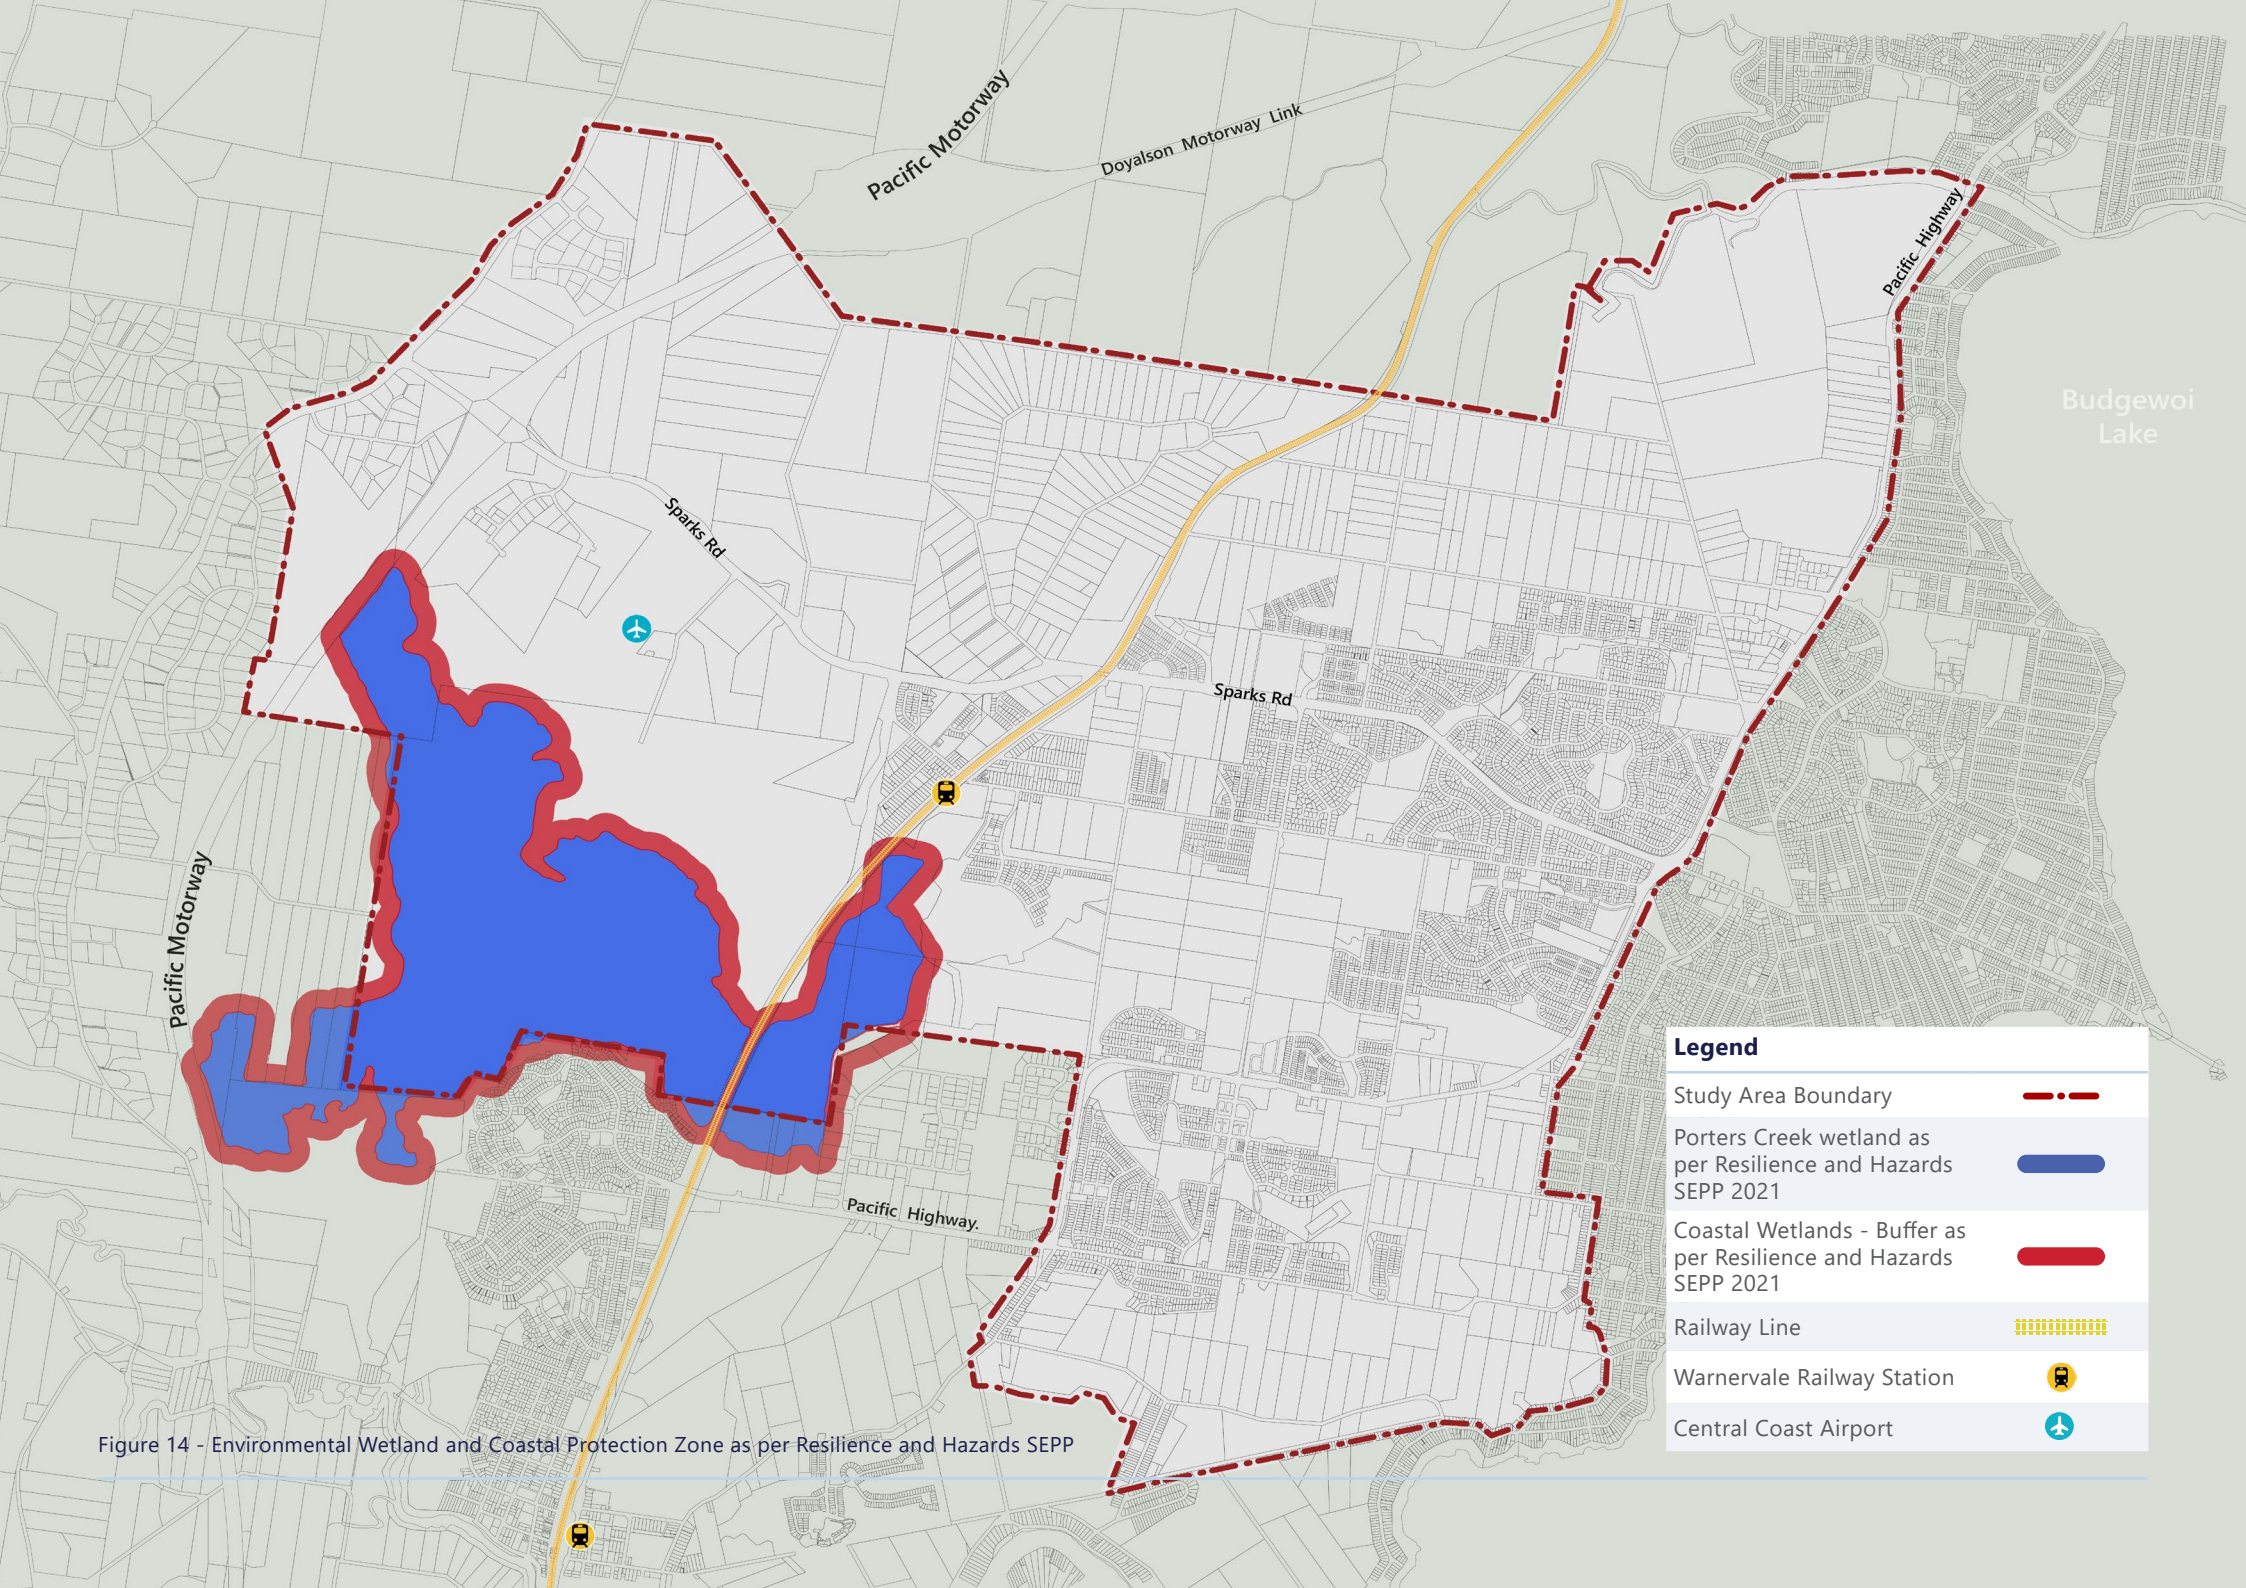 Pacific Motorway
Doyalson Motorway Link
Pacific Highway
Budgewoi
Lake
Sparks Rd
Sparks Rd
Pacific Motorway
Pacific Highway.
Legend
Study Area Boundary
Porters Creek wetland as
per Resilience and Hazards
SEPP 2021
Coastal Wetlands - Buffer as
per Resilience and Hazards
SEPP 2021
Railway Line
Warnervale Railway Station
Central Coast Airport
Figure 14 - Environmental Wetland and Coastal Protection Zone as per Resilience and Hazards SEPP